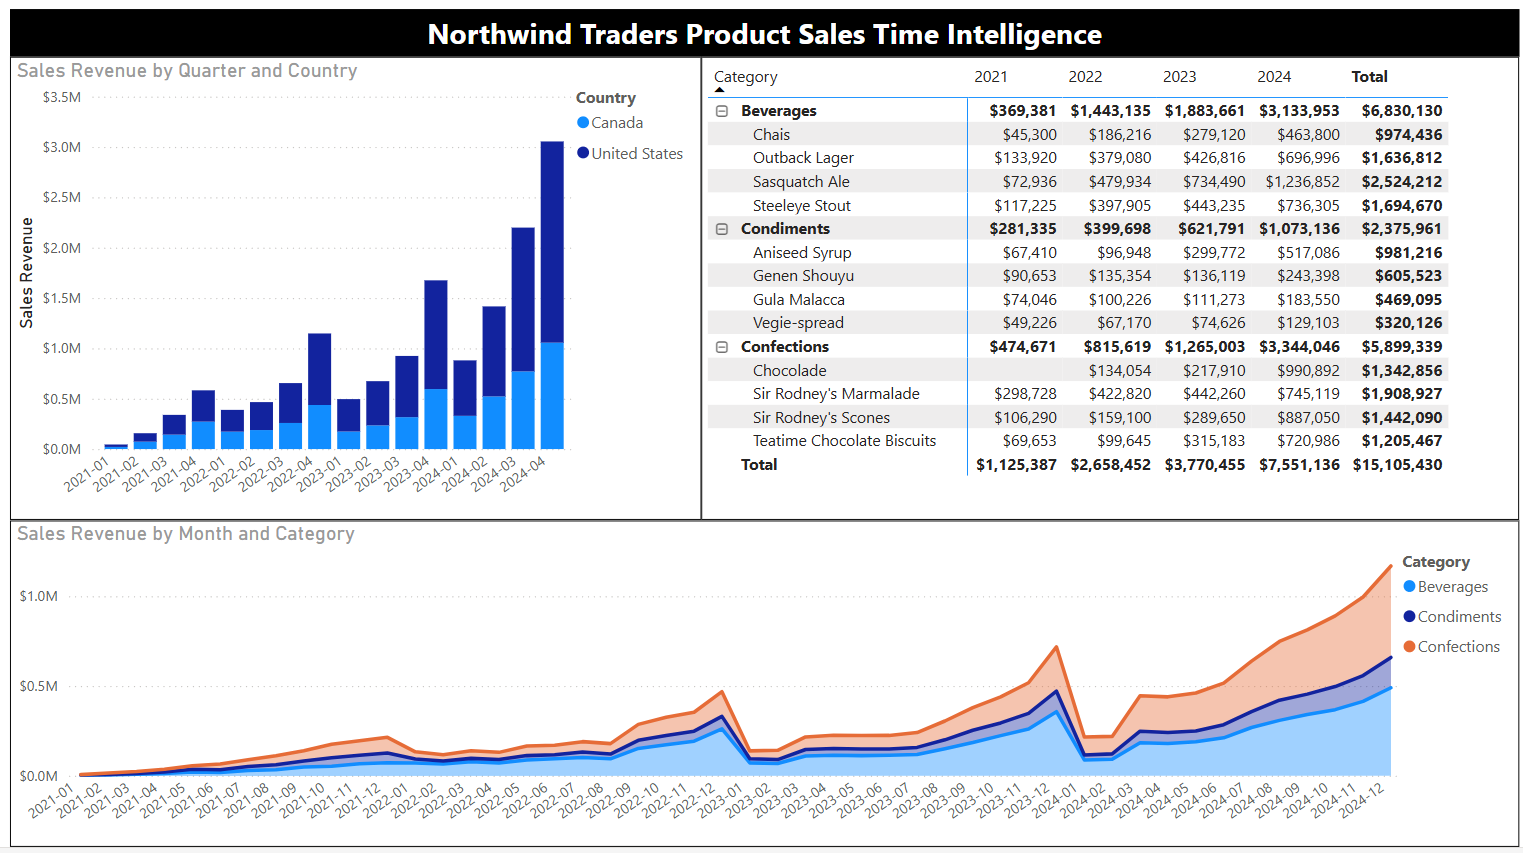 Northwind Traders Product Sales Time Intelligence
Sales Revenue by Quarter and Country
Sales Revenue
$3.5M
$3.0M
$2.5M
$2.0M
$1.5M
$1.0M
$0.5M
$0.0M
2021-01 2021-02 2021-03 2021-04 2022-01 2022-02 2022-03 2022-04 2023-01 2023-02 2023-03 2023-04 2024-01 2024-02 2024-03 2024-04
Country
Canada
United States
Category 2021 2022 2023 2024 Total
Beverages $369,381 $1,443,135 $1,883,661 $3,133,953 $6,830,130
Chais $45,300 $186,216 $279,120 $463,800 $974,436
Outback Lager $133,920 $379,080 $426,816 $696,996 $1,636,812
Sasquatch Ale $72,936 $479,934 $734,490 $1,236,852 $2,524,212
Steeleye Stout $117,225 $397,905 $443,235 $736,305 $1,694,670
Condiments $281,335 $399,698 $621,791 $1,073,136 $2,375,961
Aniseed Syrup $67,410 $96,948 $299,772 $517,086 $981,216
Genen Shouyu $90,653 $135,354 $136,119 $243,398 $605,523
Gula Malacca $74,046 $100,226 $111,273 $183,550 $469,095
Vegie-spread $49,226 $67,170 $74,626 $129,103 $320,126
Confections $474,671 $815,619 $1,265,003 $3,344,046 $5,899,339
Chocolade $134,054 $217,910 $990,892 $1,342,856
Sir Rodney's Marmalade $298,728 $422,820 $442,260 $745,119 $1,908,927
Sir Rodney's Scones $106,290 $159,100 $289,650 $887,050 $1,442,090
Teatime Chocolate Biscuits $69,653 $99,645 $315,183 $720,986 $1,205,467
Total $1,125,387 $2,658,452 $3,770,455 $7,551,136 $15,105,430
Sales Revenue by Month and Category
$1.0M
$0.5M
$0.0M
2021-01 2021-02 2021-03 2021-04 2021-05 2021-06 2021-07 2021-08 2021-09 2021-10 2021-11 2021-12 2022-01 2022-02 2022-03 2022-04 2022-05 2022-06 2022-07 2022-08 2022-09 2022-10 2022-11 2022-12 2023-01 2023-02 2023-03 2023-04 2023-05 2023-06 2023-07 2023-08 2023-09 2023-10 2023-11 2023-12 2024-01 2024-02 2024-03 2024-04 2024-05 2024-06 2024-07 2024-08 2024-09 2024-10 2024-11 2024-12
Category
Beverages
Condiments
Confections